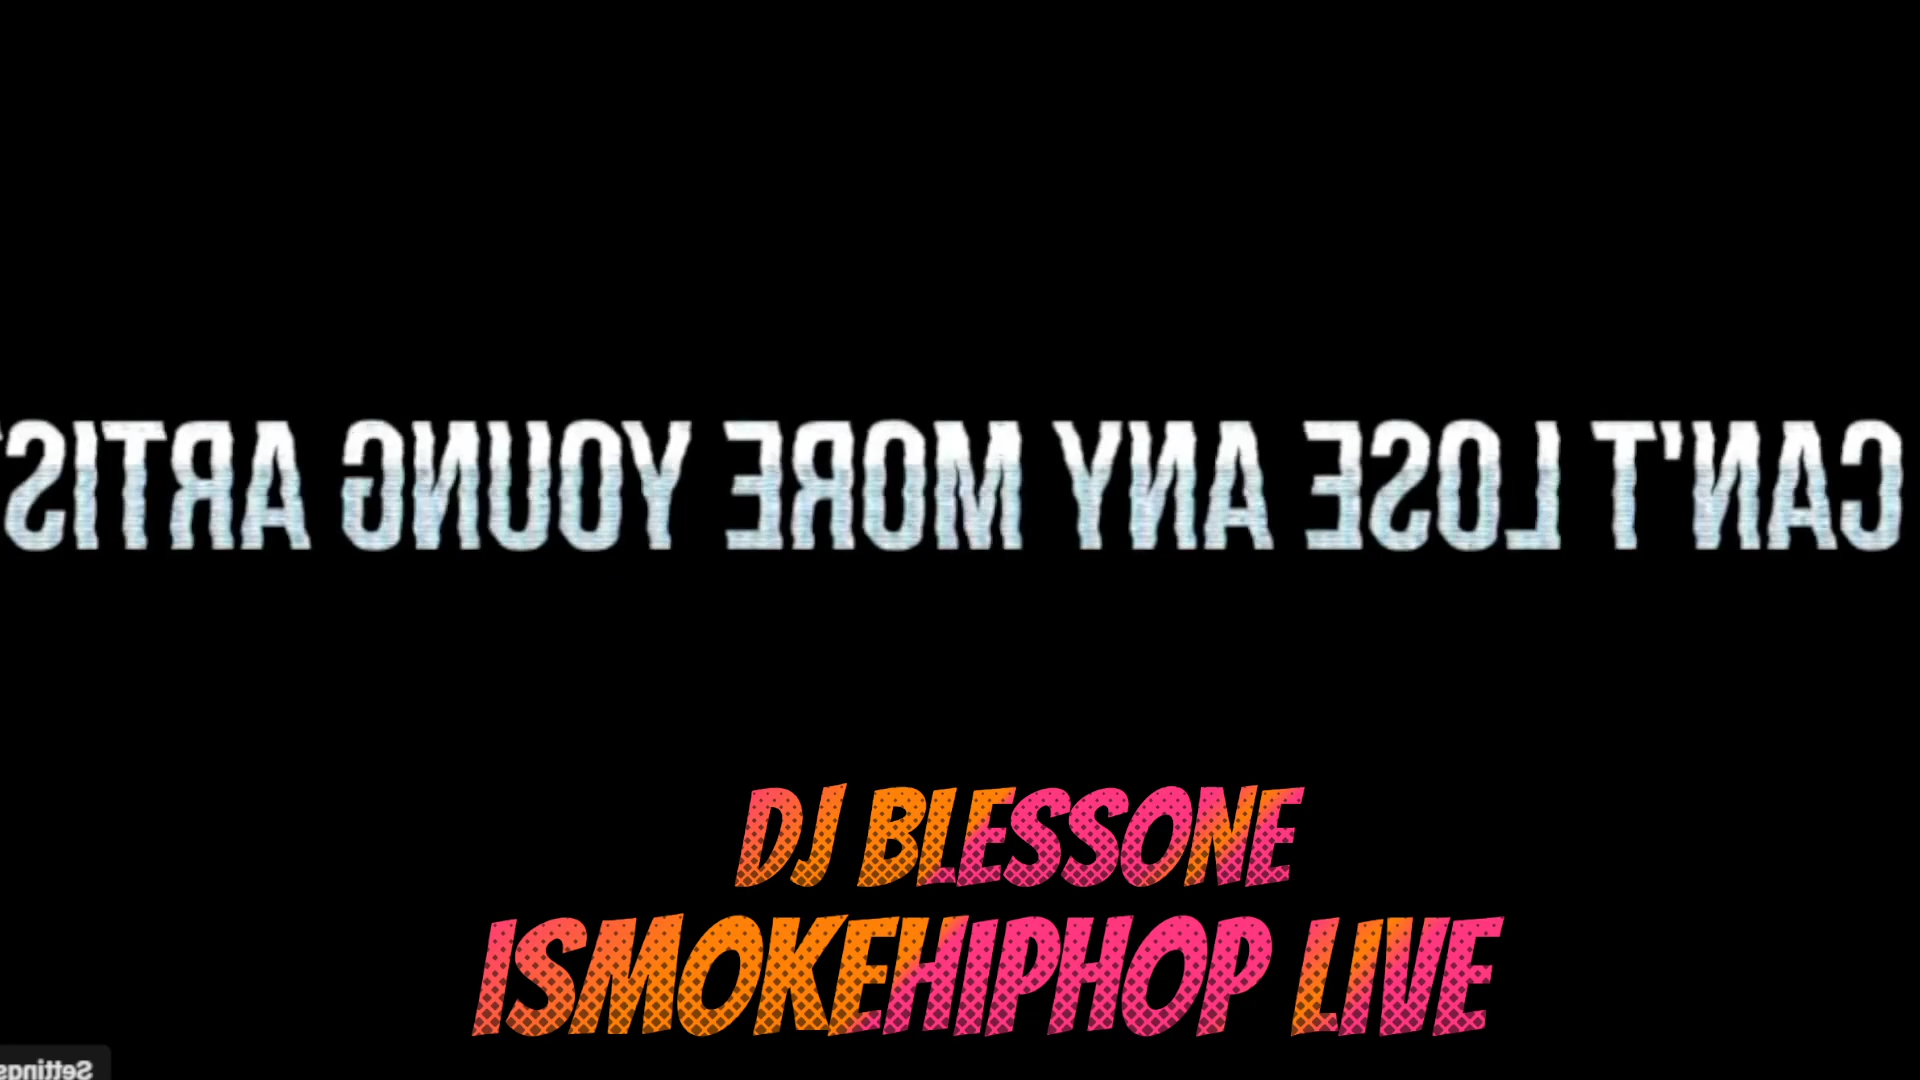 CAN'T LOSE ANY MORE YOUNG ARTIS
DJ BLESSONE
ISMOKEHIPHOP LIVE
Settings